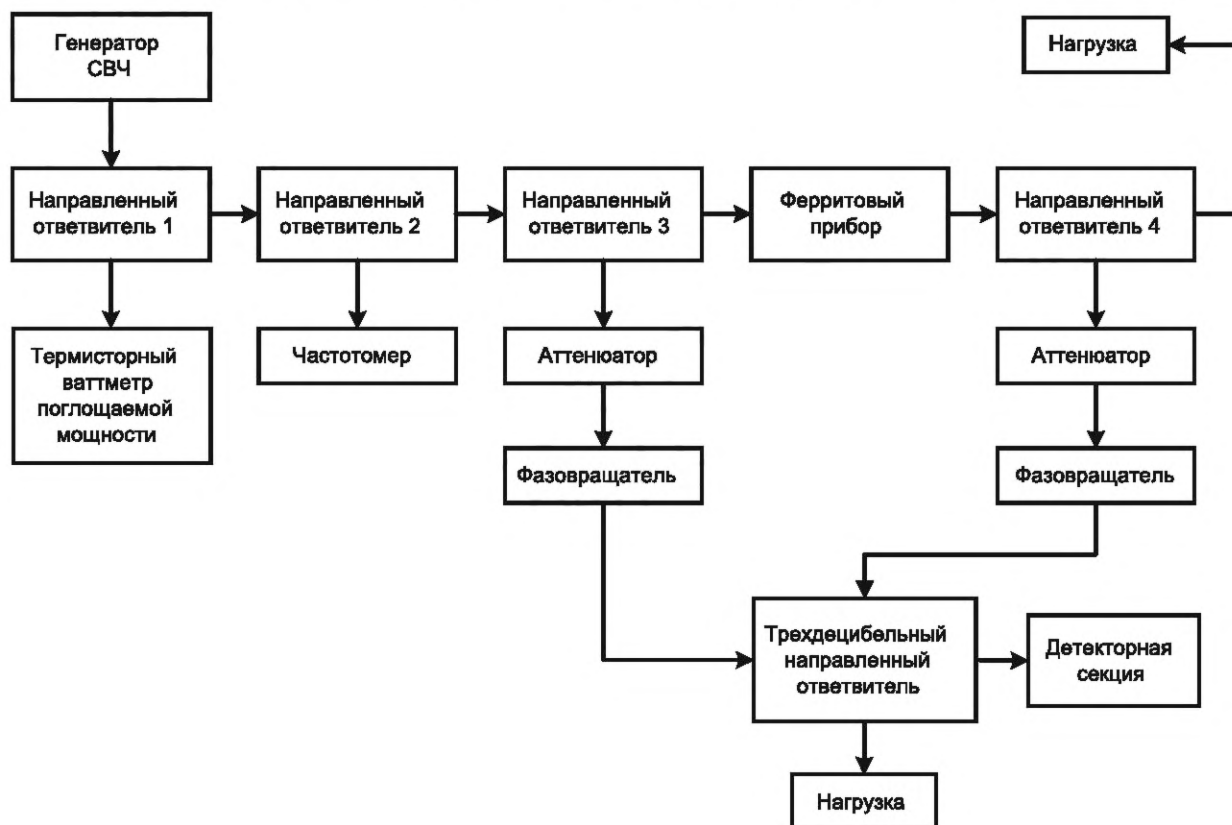 Генератор
СВЧ
Нагрузка
Направленный
ответвитель 1
Направленный
ответвитель 2
Направленный
ответвитель 3
Ферритовый
прибор
Направленный
ответвитель 4
Термисторный
ваттметр
поглощаемой
мощности
Частотомер
Аттенюатор
Аттенюатор
Фазовращатель
Фазовращатель
Трехдецибельный
направленный
ответвитель
Детекторная
секция
Нагрузка